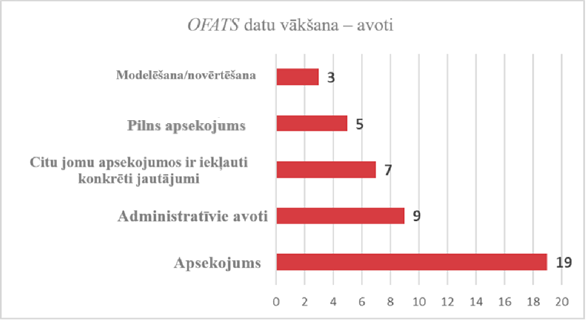 OFATS datu vākšana – avoti
Modelēšana/novērtēšana
3
Pilns apsekojums
5
Citu jomu apsekojumos ir iekļauti
konkrēti jautājumi
7
Administratīvie avoti
9
Apsekojums
19
0 2 4 6 8 10 12 14 16 18 20